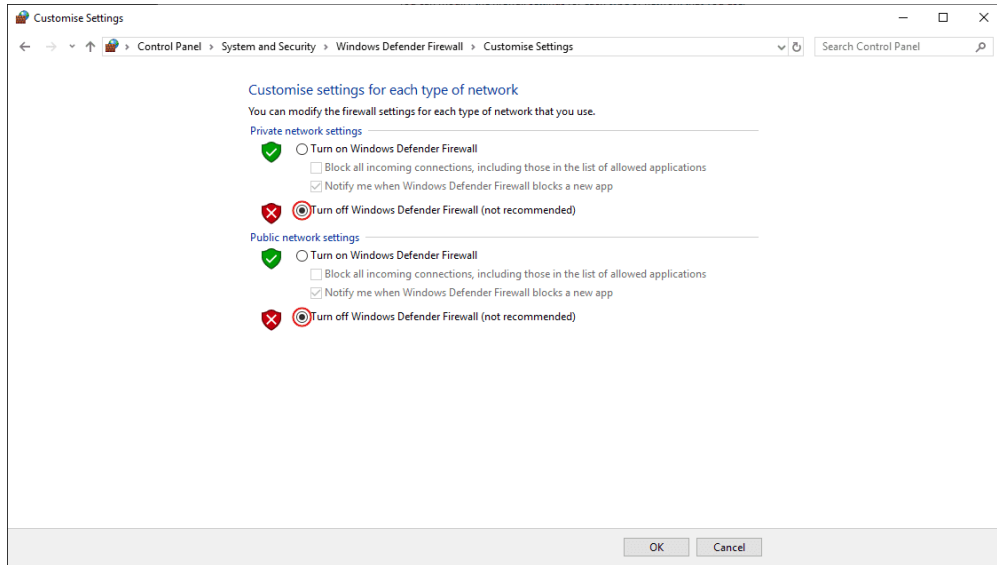 Customise Settings
Control Panel > System and Security > Windows Defender Firewall > Customise Settings
Search Control Panel
Customise settings for each type of network
You can modify the firewall settings for each type of network that you use.
Private network settings
Turn on Windows Defender Firewall
Block all incoming connections, including those in the list of allowed applications
Notify me when Windows Defender Firewall blocks a new app
Turn off Windows Defender Firewall (not recommended)
Public network settings
Turn on Windows Defender Firewall
Block all incoming connections, including those in the list of allowed applications
Notify me when Windows Defender Firewall blocks a new app
Turn off Windows Defender Firewall (not recommended)
OK Cancel